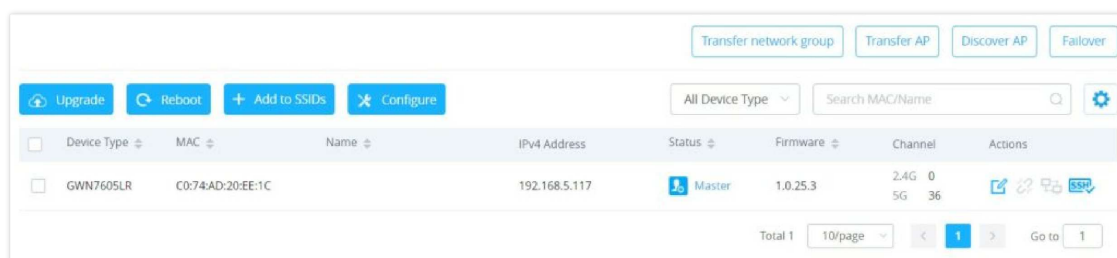 Transfer network group Transfer AP Discover AP Failover
Upgrade Reboot + Add to SSIDs Configure All Device Type Search MAC/Name
Device Type MAC Name IPv4 Address Status Firmware Channel Actions
GWN7605LR C0:74:AD:20:EE:1C 192.168.5.117 Master 1.0.25.3 2.4G 0 SSH
5G 36
Total 1 10/page < 1 > Go to 1